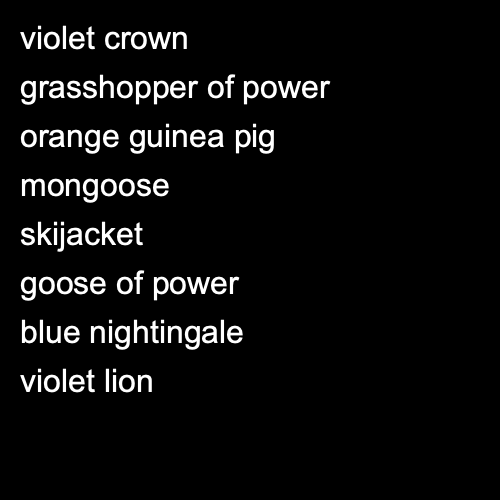 violet crown
grasshopper of power
orange guinea pig
mongoose
skijacket
goose of power
blue nightingale
violet lion